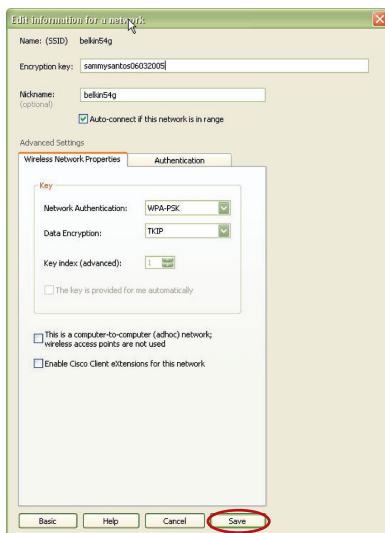 Edit information for a network
Name: (SSID) belkin54g
Encryption key: sammysantos06032005
Nickname: belkin54g
(optional)
Auto-connect if this network is in range
Advanced Settings
Wireless Network Properties Authentication
Key
Network Authentication: WPA-PSK
Data Encryption: TKIP
Key index (advanced): 1
The key is provided for me automatically
This is a computer-to-computer (adhoc) network;
wireless access points are not used
Enable Cisco Client eXtensions for this network
Basic Help Cancel Save